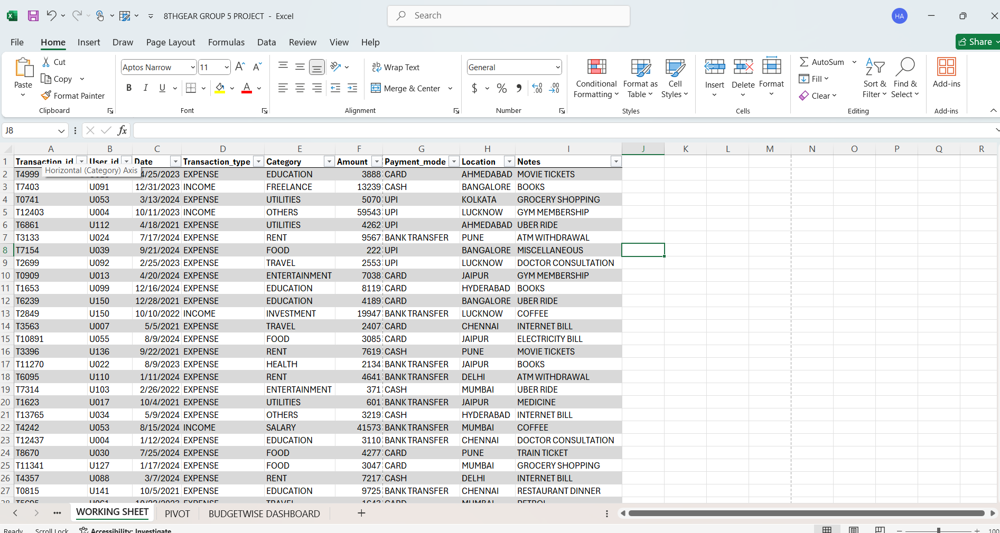 8THGEAR GROUP 5 PROJECT - Excel
Search
HA
File Home Insert Draw Page Layout Formulas Data Review View Help
Share
Paste
Cut
Copy
Format Painter
Clipboard
Aptos Narrow 11
B I U
Font
Wrap Text
Merge & Center
Alignment
General
$ % 9
Number
Conditional Formatting
Format as Table
Cell Styles
Styles
Insert Delete Format
Cells
AutoSum
Fill
Clear
Sort & Filter
Find & Select
Editing
Add-ins
Add-ins
J8 fx
A B C D E F G H I J K L M N O P Q R
1 Transaction_id User_id Date Transaction_type Category Amount Payment_mode Location Notes
Horizontal (Category) Axis
2 T4999 4/25/2023 EXPENSE EDUCATION 3888 CARD AHMEDABAD MOVIE TICKETS
3 T7403 U091 12/31/2023 INCOME FREELANCE 13239 CASH BANGALORE BOOKS
4 T0741 U053 3/13/2024 EXPENSE UTILITIES 5070 UPI KOLKATA GROCERY SHOPPING
5 T12403 U004 10/11/2023 INCOME OTHERS 59543 UPI LUCKNOW GYM MEMBERSHIP
6 T6861 U112 4/18/2021 EXPENSE UTILITIES 4262 UPI AHMEDABAD UBER RIDE
7 T3133 U024 7/17/2024 EXPENSE RENT 9567 BANK TRANSFER PUNE ATM WITHDRAWAL
8 T7154 U039 9/21/2024 EXPENSE FOOD 222 UPI BANGALORE MISCELLANEOUS
9 T2699 U092 2/25/2023 EXPENSE TRAVEL 2553 UPI LUCKNOW DOCTOR CONSULTATION
10 T0909 U013 4/20/2024 EXPENSE ENTERTAINMENT 7038 CARD JAIPUR GYM MEMBERSHIP
11 T1653 U099 12/16/2024 EXPENSE EDUCATION 8119 CARD HYDERABAD BOOKS
12 T6239 U150 12/28/2021 EXPENSE EDUCATION 4189 CARD BANGALORE UBER RIDE
13 T2849 U150 10/10/2022 INCOME INVESTMENT 19947 BANK TRANSFER LUCKNOW COFFEE
14 T3563 U007 5/5/2021 EXPENSE TRAVEL 2407 CARD CHENNAI INTERNET BILL
15 T10891 U055 8/9/2024 EXPENSE FOOD 3085 CARD JAIPUR ELECTRICITY BILL
16 T3396 U136 9/22/2021 EXPENSE RENT 7619 CASH PUNE MOVIE TICKETS
17 T11270 U022 8/9/2023 EXPENSE HEALTH 2134 BANK TRANSFER JAIPUR BOOKS
18 T6095 U110 1/11/2024 EXPENSE RENT 4641 BANK TRANSFER DELHI ATM WITHDRAWAL
19 T7314 U103 2/26/2022 EXPENSE ENTERTAINMENT 371 CASH MUMBAI UBER RIDE
20 T1623 U017 10/4/2021 EXPENSE UTILITIES 601 BANK TRANSFER JAIPUR MEDICINE
21 T13765 U034 5/9/2024 EXPENSE OTHERS 3219 CASH HYDERABAD INTERNET BILL
22 T4242 U053 8/15/2024 INCOME SALARY 41573 BANK TRANSFER MUMBAI COFFEE
23 T12437 U004 1/12/2024 EXPENSE EDUCATION 3110 BANK TRANSFER CHENNAI DOCTOR CONSULTATION
24 T8670 U030 7/25/2024 EXPENSE FOOD 4277 CARD PUNE TRAIN TICKET
25 T11341 U127 1/17/2024 EXPENSE FOOD 3047 CARD MUMBAI GROCERY SHOPPING
26 T4357 U088 3/7/2024 EXPENSE RENT 7217 CASH DELHI INTERNET BILL
27 T0815 U141 10/5/2021 EXPENSE EDUCATION 9725 BANK TRANSFER CHENNAI RESTAURANT DINNER
WORKING SHEET PIVOT BUDGETWISE DASHBOARD
Ready Scroll Lock Accessibility: Investigate 100